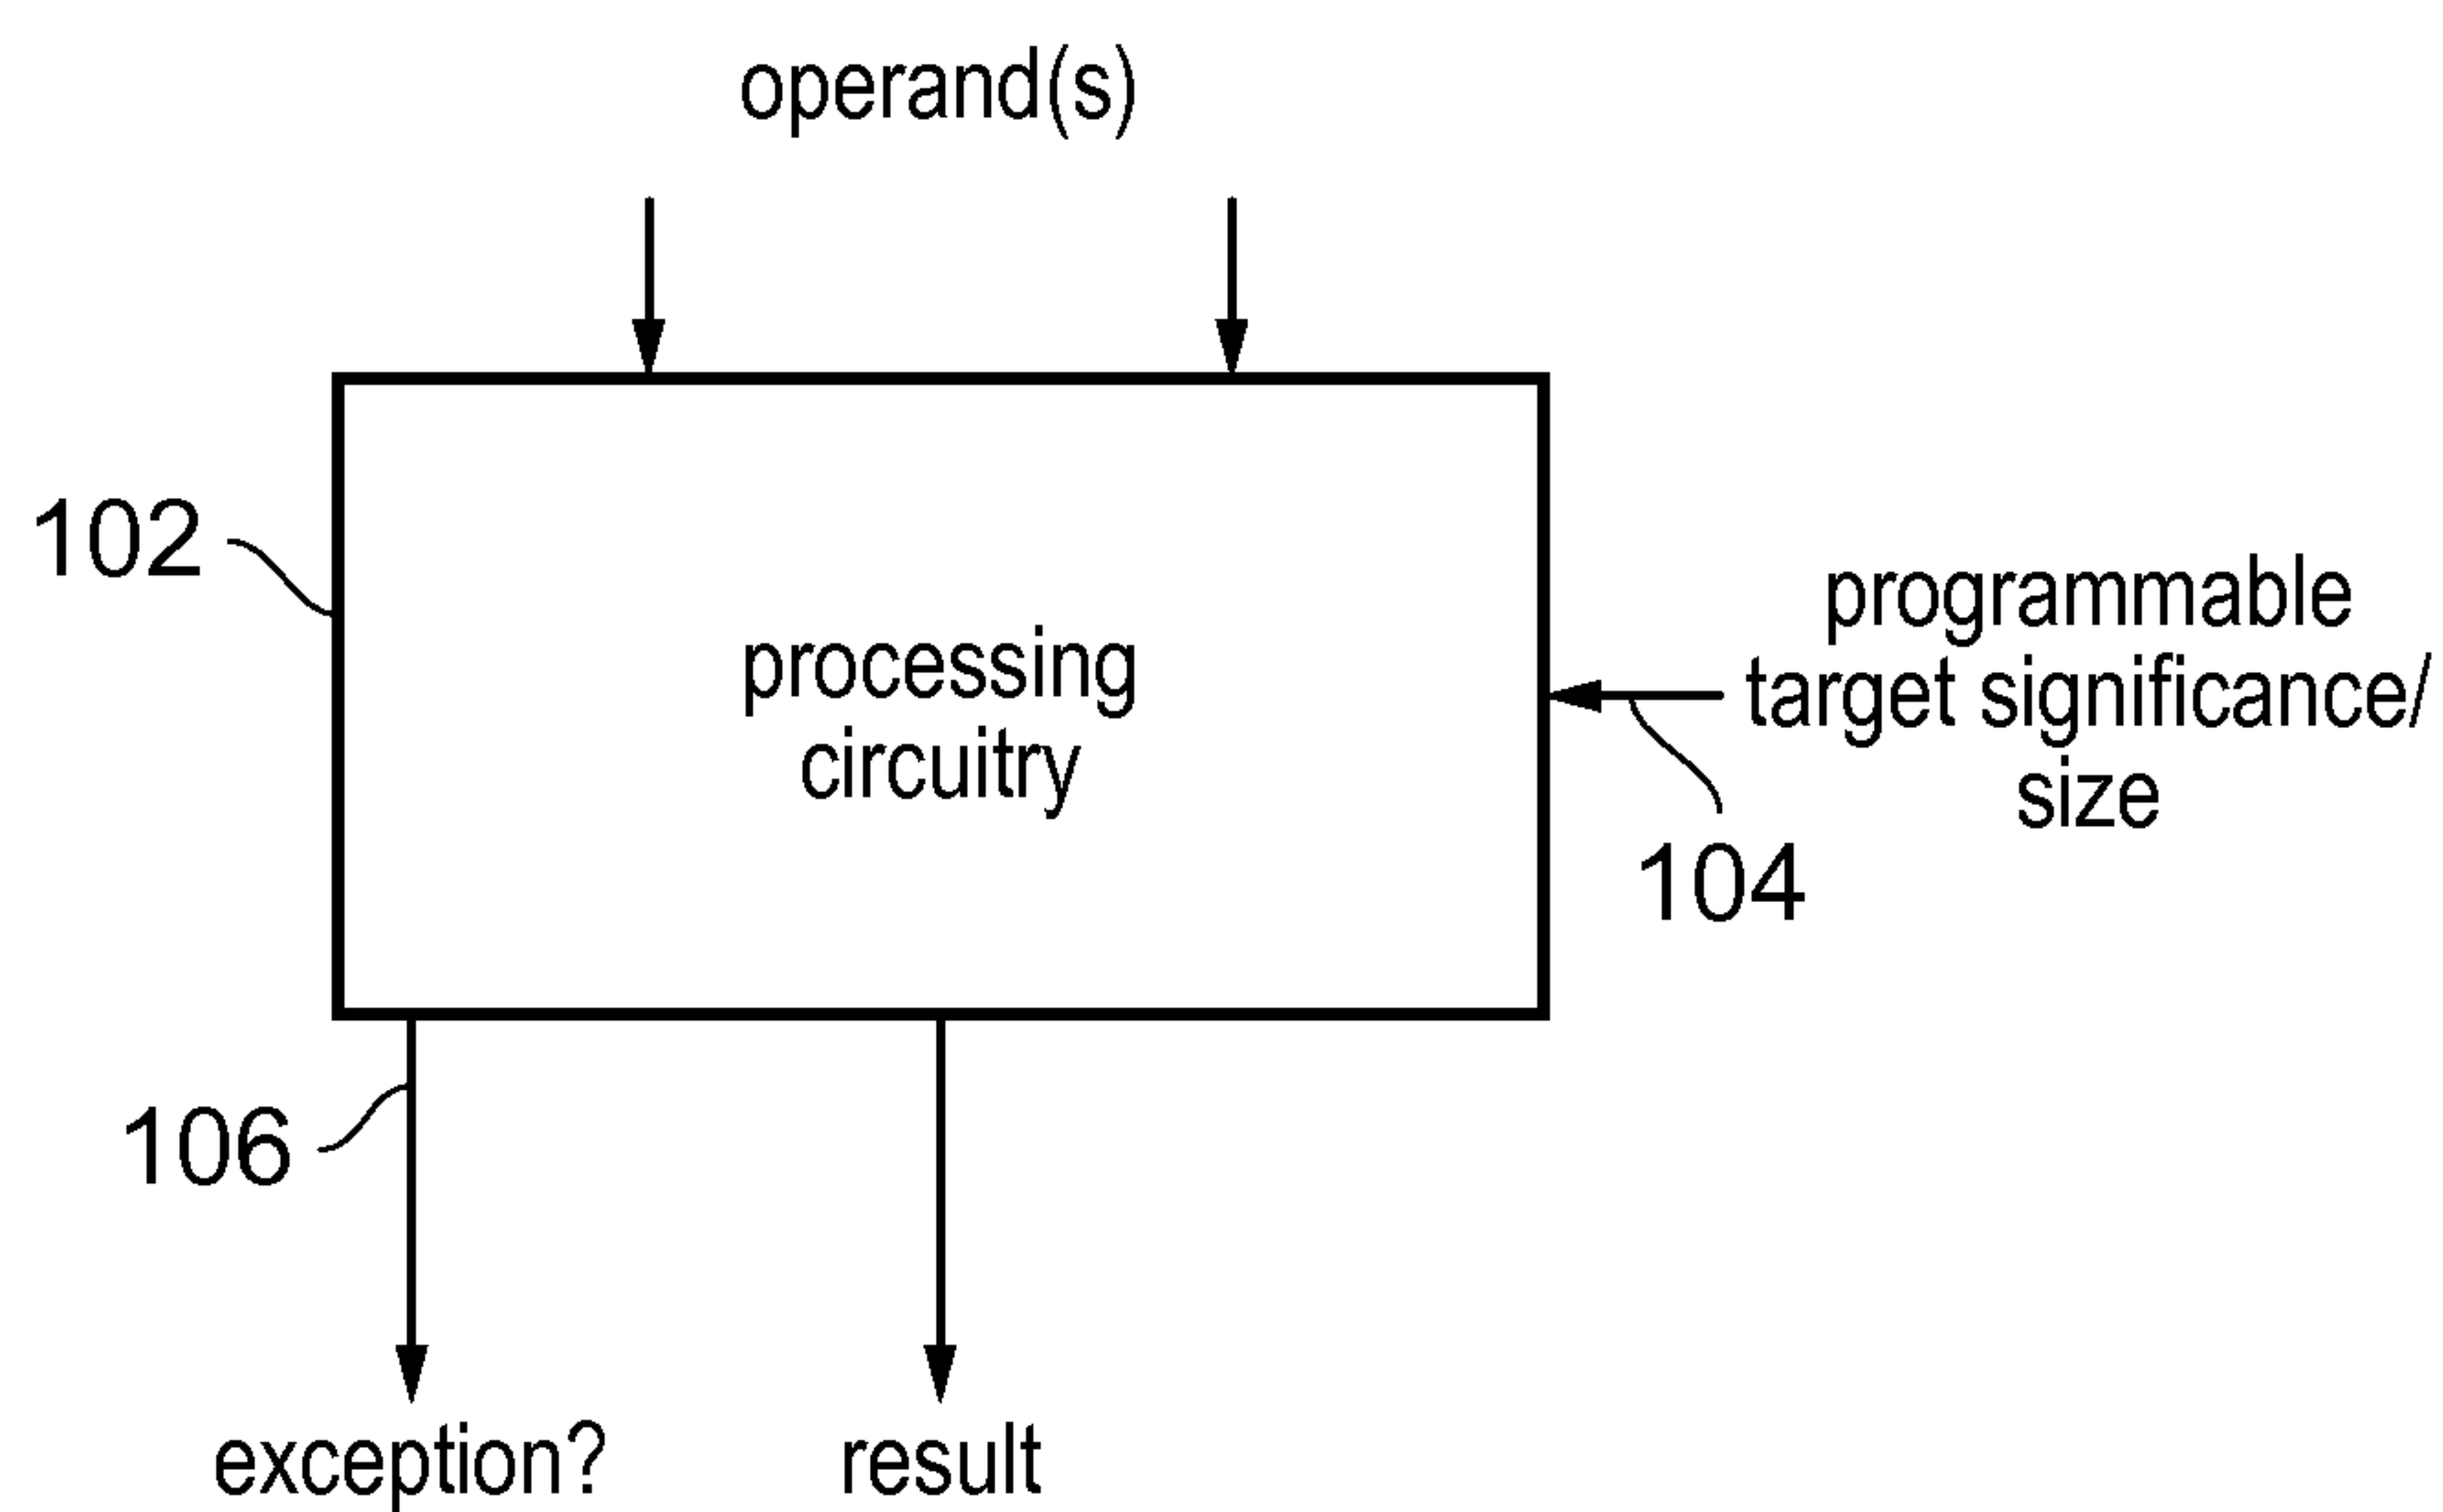 operand(s)
102
processing
circuitry
programmable
target significance/
size
104
106
exception?
result